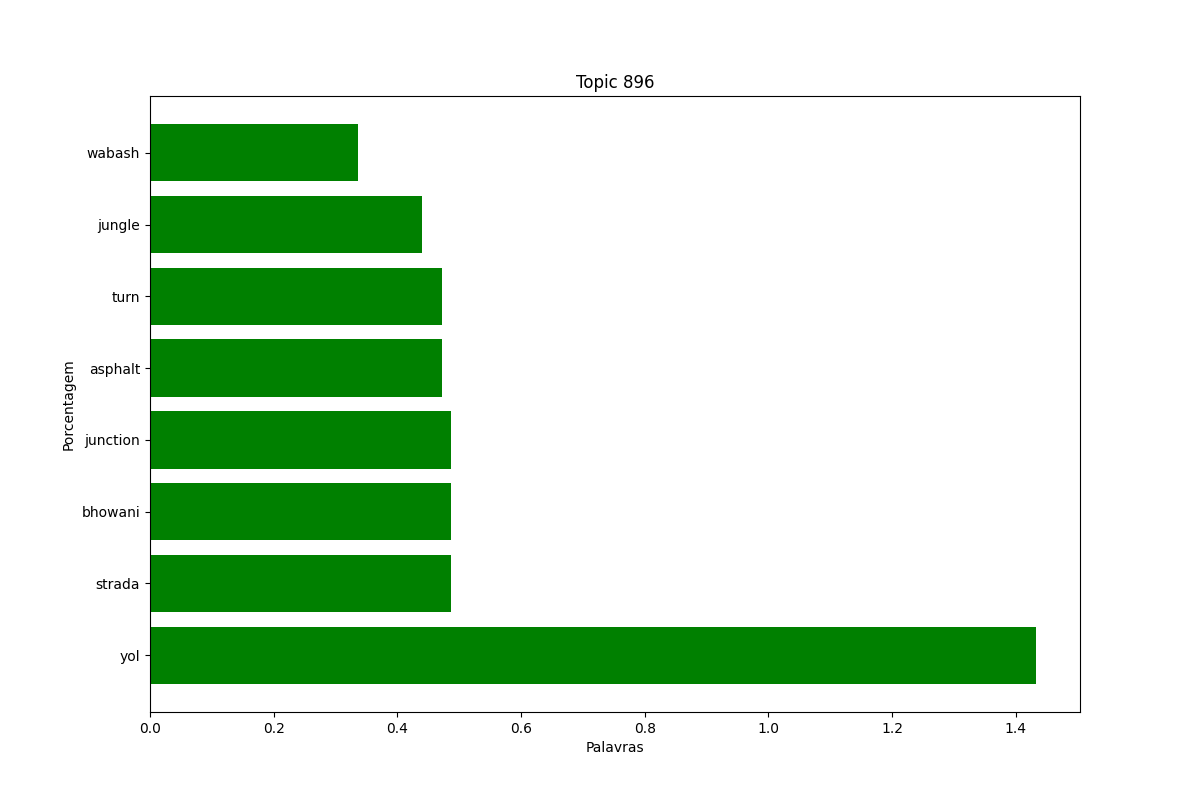 Topic 896
wabash
jungle
turn
asphalt
junction
bhowani
strada
yol
Porcentagem
0.0 0.2 0.4 0.6 0.8 1.0 1.2 1.4
Palavras